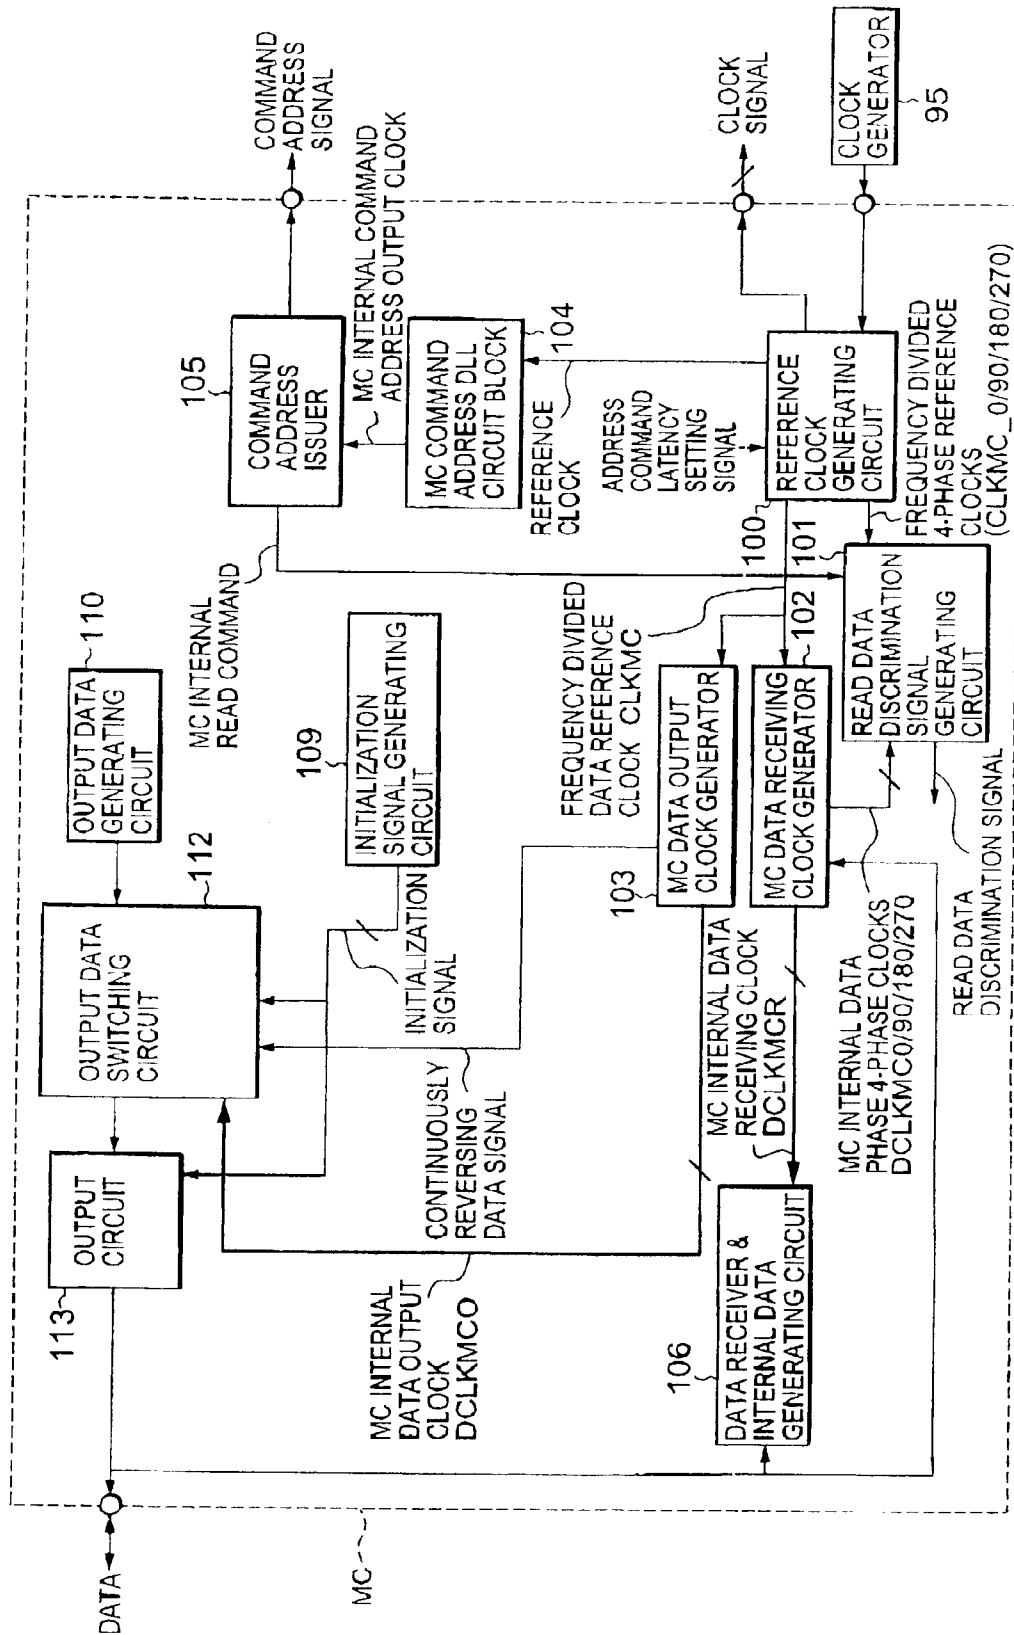 DATA
MC
113
OUTPUT
CIRCUIT
OUTPUT DATA
SWITCHING
CIRCUIT
112
OUTPUT DATA
GENERATING
CIRCUIT
110
MC INTERNAL
READ COMMAND
COMMAND
ADDRESS
ISSUER
105
COMMAND
ADDRESS
SIGNAL
MC INTERNAL COMMAND
ADDRESS OUTPUT CLOCK
MC COMMAND
ADDRESS DLL
CIRCUIT BLOCK
104
INITIALIZATION
SIGNAL GENERATING
CIRCUIT
109
INITIALIZATION
SIGNAL
CONTINUOUSLY
REVERSING
DATA SIGNAL
MC INTERNAL
DATA OUTPUT
CLOCK
DCLKMCO
REFERENCE
CLOCK
ADDRESS
COMMAND
LATENCY
SETTING
SIGNAL
CLOCK
SIGNAL
FREQUENCY DIVIDED
DATA REFERENCE
CLOCK CLKMC
MC DATA OUTPUT
CLOCK GENERATOR
103
MC DATA RECEIVING
CLOCK GENERATOR
102
REFERENCE
CLOCK
GENERATING
CIRCUIT
100
CLOCK
GENERATOR
95
MC INTERNAL DATA
RECEIVING CLOCK
DCLKMCR
106
DATA RECEIVER &
INTERNAL DATA
GENERATING CIRCUIT
MC INTERNAL DATA
PHASE 4-PHASE CLOCKS
DCLKMC0/90/180/270
101
READ DATA
DISCRIMINATION
SIGNAL
GENERATING
CIRCUIT
FREQUENCY DIVIDED
4-PHASE REFERENCE
CLOCKS
(CLKMC_0/90/180/270)
READ DATA
DISCRIMINATION SIGNAL